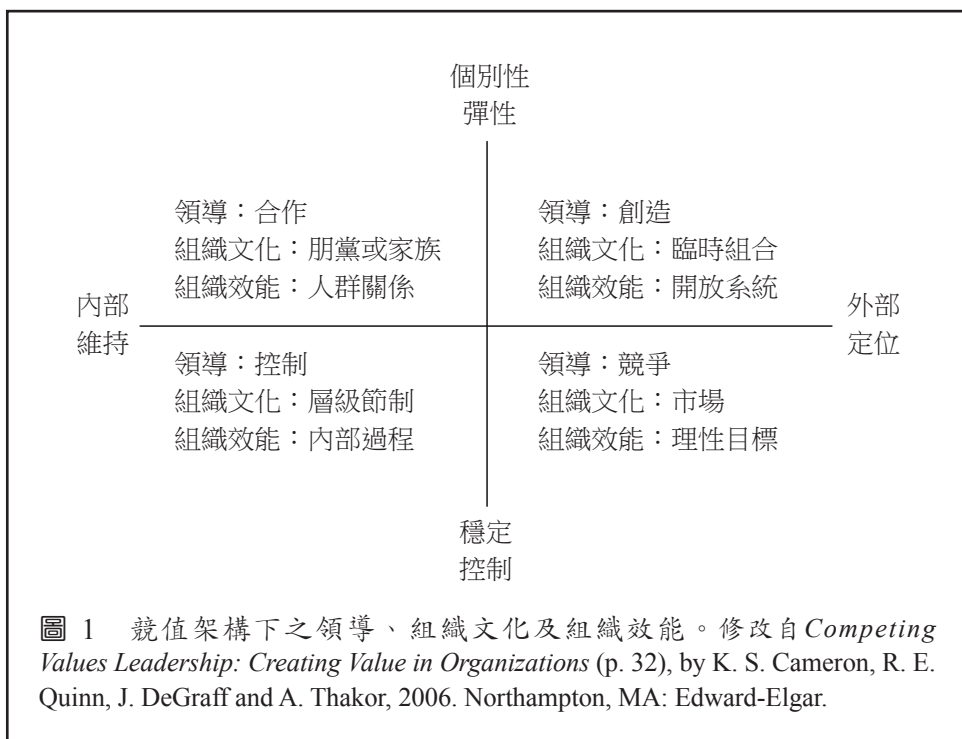 個別性
彈性
領導：合作
組織文化：朋黨或家族
組織效能：人群關係
領導：創造
組織文化：臨時組合
組織效能：開放系統
內部
維持
外部
定位
領導：控制
組織文化：層級節制
組織效能：內部過程
領導：競爭
組織文化：市場
組織效能：理性目標
穩定
控制
圖 1　競值架構下之領導、組織文化及組織效能。修改自Competing
Values Leadership: Creating Value in Organizations (p. 32), by K. S. Cameron, R. E.
Quinn, J. DeGraff and A. Thakor, 2006. Northampton, MA: Edward-Elgar.